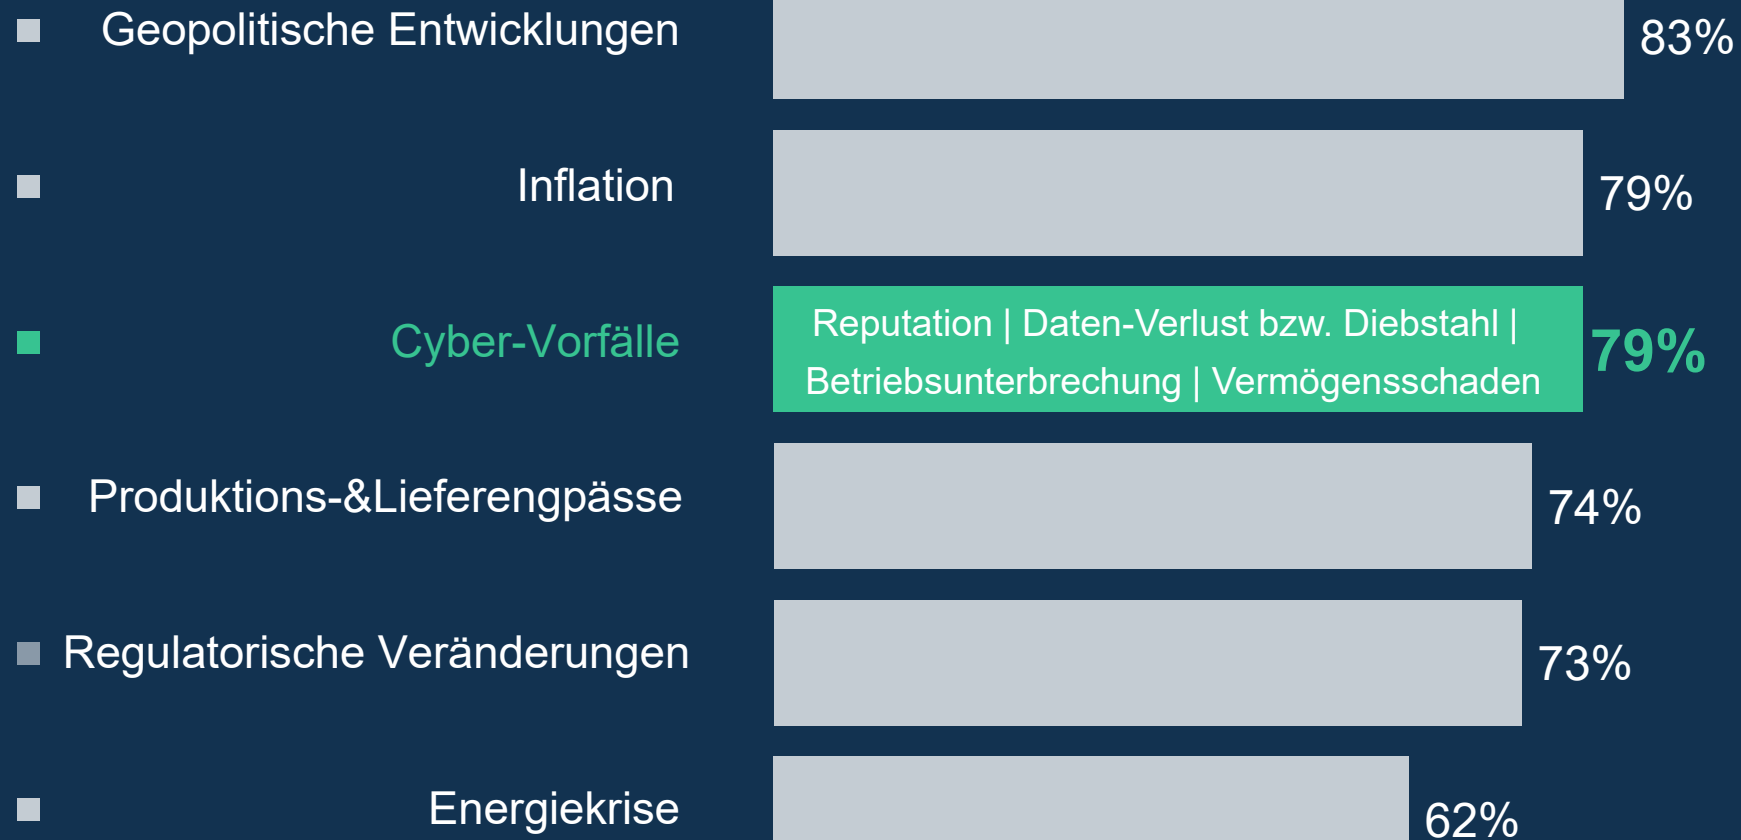 Geopolitische Entwicklungen 83%
Inflation 79%
Cyber-Vorfälle
Reputation | Daten-Verlust bzw. Diebstahl |
Betriebsunterbrechung | Vermögensschaden
79%
Produktions-&Lieferengpässe 74%
Regulatorische Veränderungen 73%
Energiekrise 62%